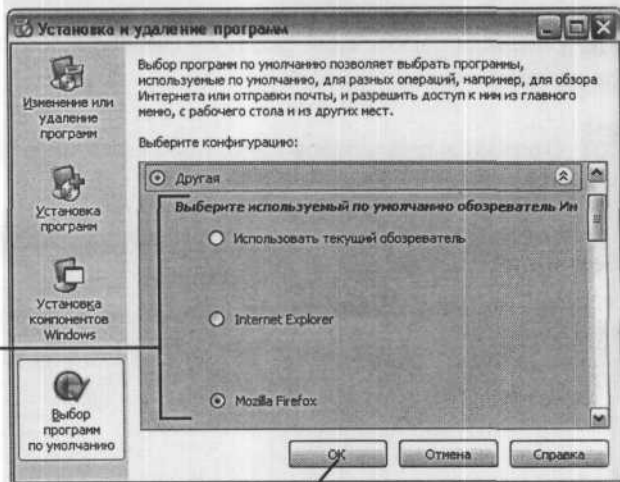 Установка и удаление программ
Изменение или
удаление
программ
Установка
программ
Установка
компонентов
Windows
Выбор
программ
по умолчанию
Выбор программ по умолчанию позволяет выбрать программы,
используемые по умолчанию, для разных операций, например, для обзора
Интернета или отправки почты, и разрешить доступ к ним из главного
меню, с рабочего стола и из других мест.
Выберите конфигурацию:
Другая
Выберите используемый по умолчанию обозреватель Ин
Использовать текущий обозреватель
Internet Explorer
Mozilla Firefox
ОК
Отмена
Справка